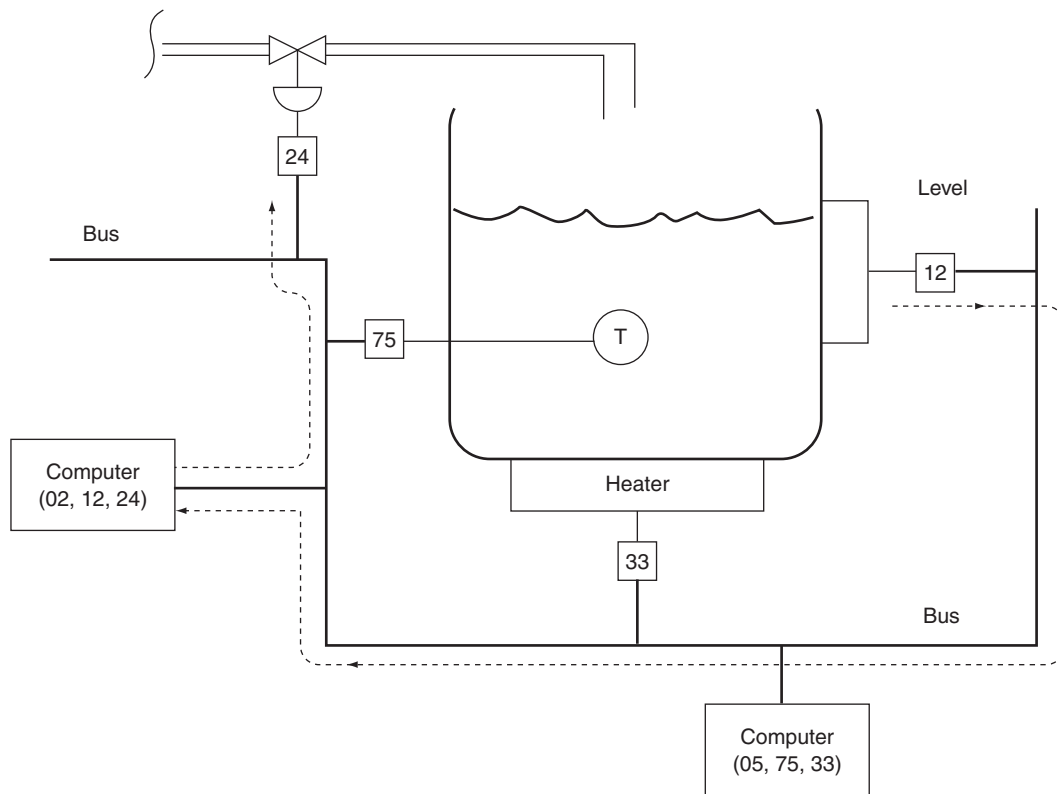 24
Level
Bus
12
75
T
Computer
(02, 12, 24)
Heater
33
Bus
Computer
(05, 75, 33)